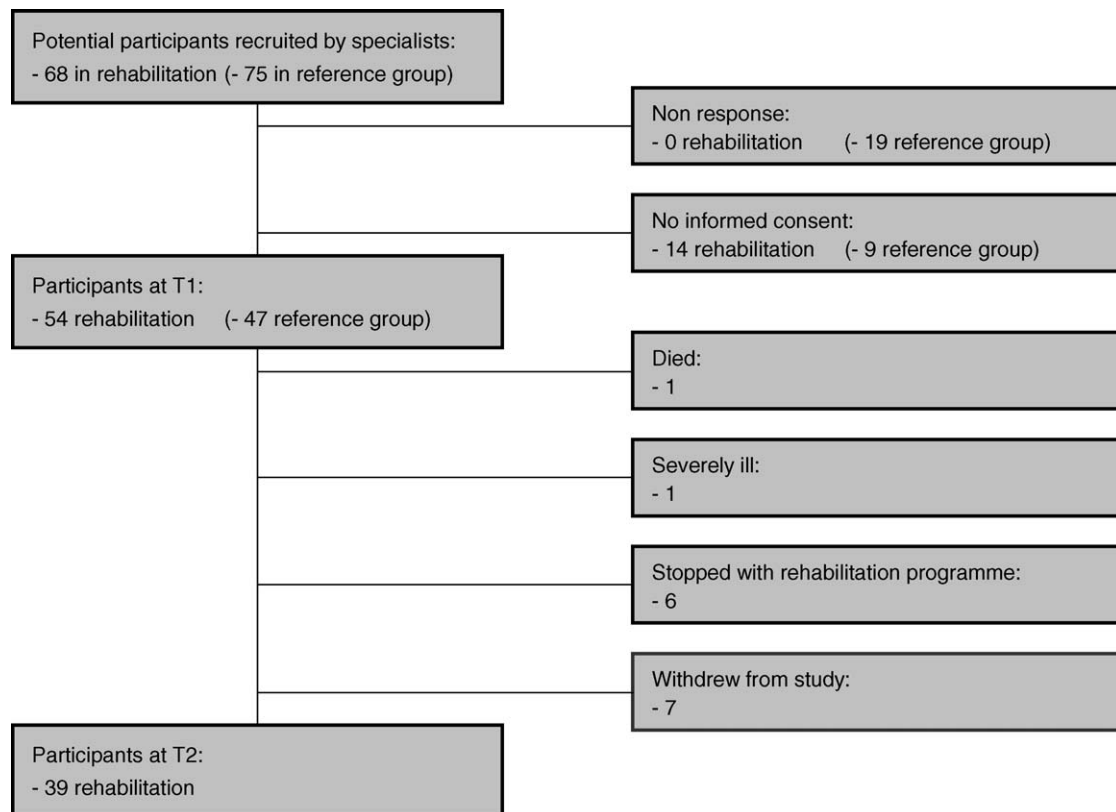 Potential participants recruited by specialists:
- 68 in rehabilitation (- 75 in reference group)
Non response:
- 0 rehabilitation (- 19 reference group)
No informed consent:
- 14 rehabilitation (- 9 reference group)
Participants at T1:
- 54 rehabilitation (- 47 reference group)
Died:
- 1
Severely ill:
- 1
Stopped with rehabilitation programme:
- 6
Withdrew from study:
- 7
Participants at T2:
- 39 rehabilitation